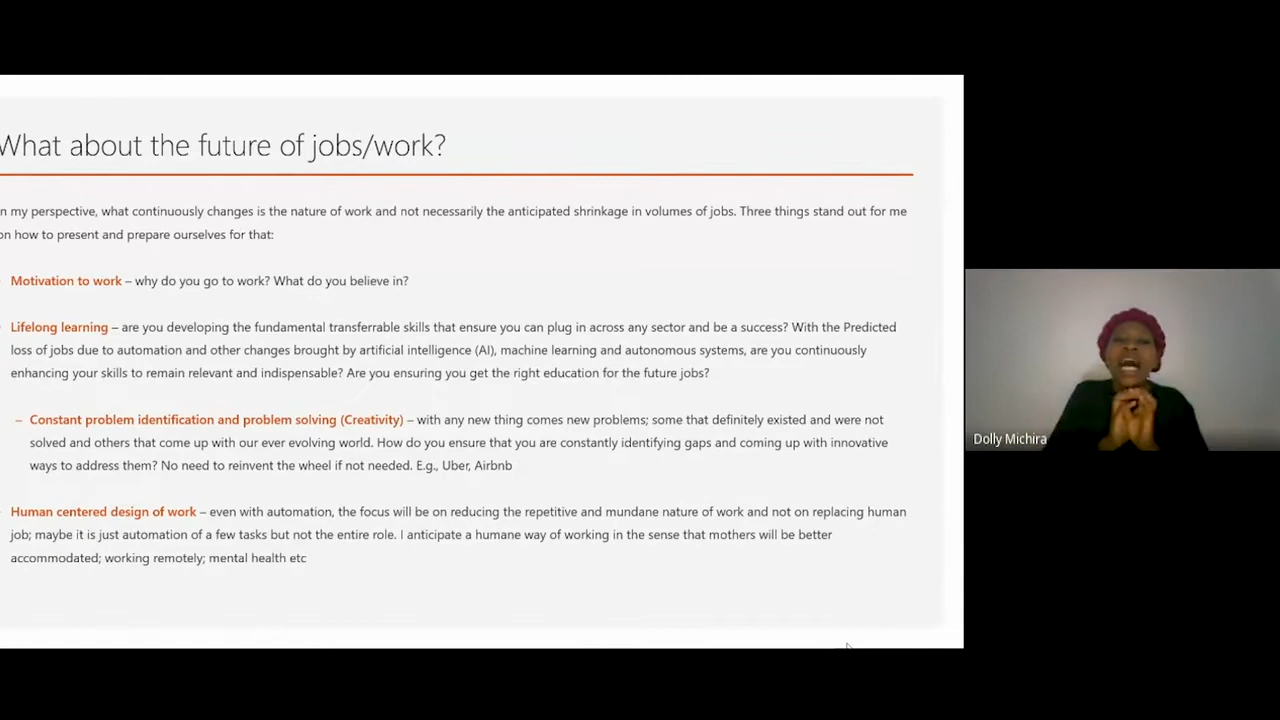 What about the future of jobs/work?
n my perspective, what continuously changes is the nature of work and not necessarily the anticipated shrinkage in volumes of jobs. Three things stand out for me
on how to present and prepare ourselves for that:
Motivation to work – why do you go to work? What do you believe in?
Lifelong learning – are you developing the fundamental transferrable skills that ensure you can plug in across any sector and be a success? With the Predicted
loss of jobs due to automation and other changes brought by artificial intelligence (AI), machine learning and autonomous systems, are you continuously
enhancing your skills to remain relevant and indispensable? Are you ensuring you get the right education for the future jobs?
– Constant problem identification and problem solving (Creativity) – with any new thing comes new problems; some that definitely existed and were not
solved and others that come up with our ever evolving world. How do you ensure that you are constantly identifying gaps and coming up with innovative
ways to address them? No need to reinvent the wheel if not needed. E.g., Uber, Airbnb
Human centered design of work – even with automation, the focus will be on reducing the repetitive and mundane nature of work and not on replacing human
job; maybe it is just automation of a few tasks but not the entire role. I anticipate a humane way of working in the sense that mothers will be better
accommodated; working remotely; mental health etc
Dolly Michira